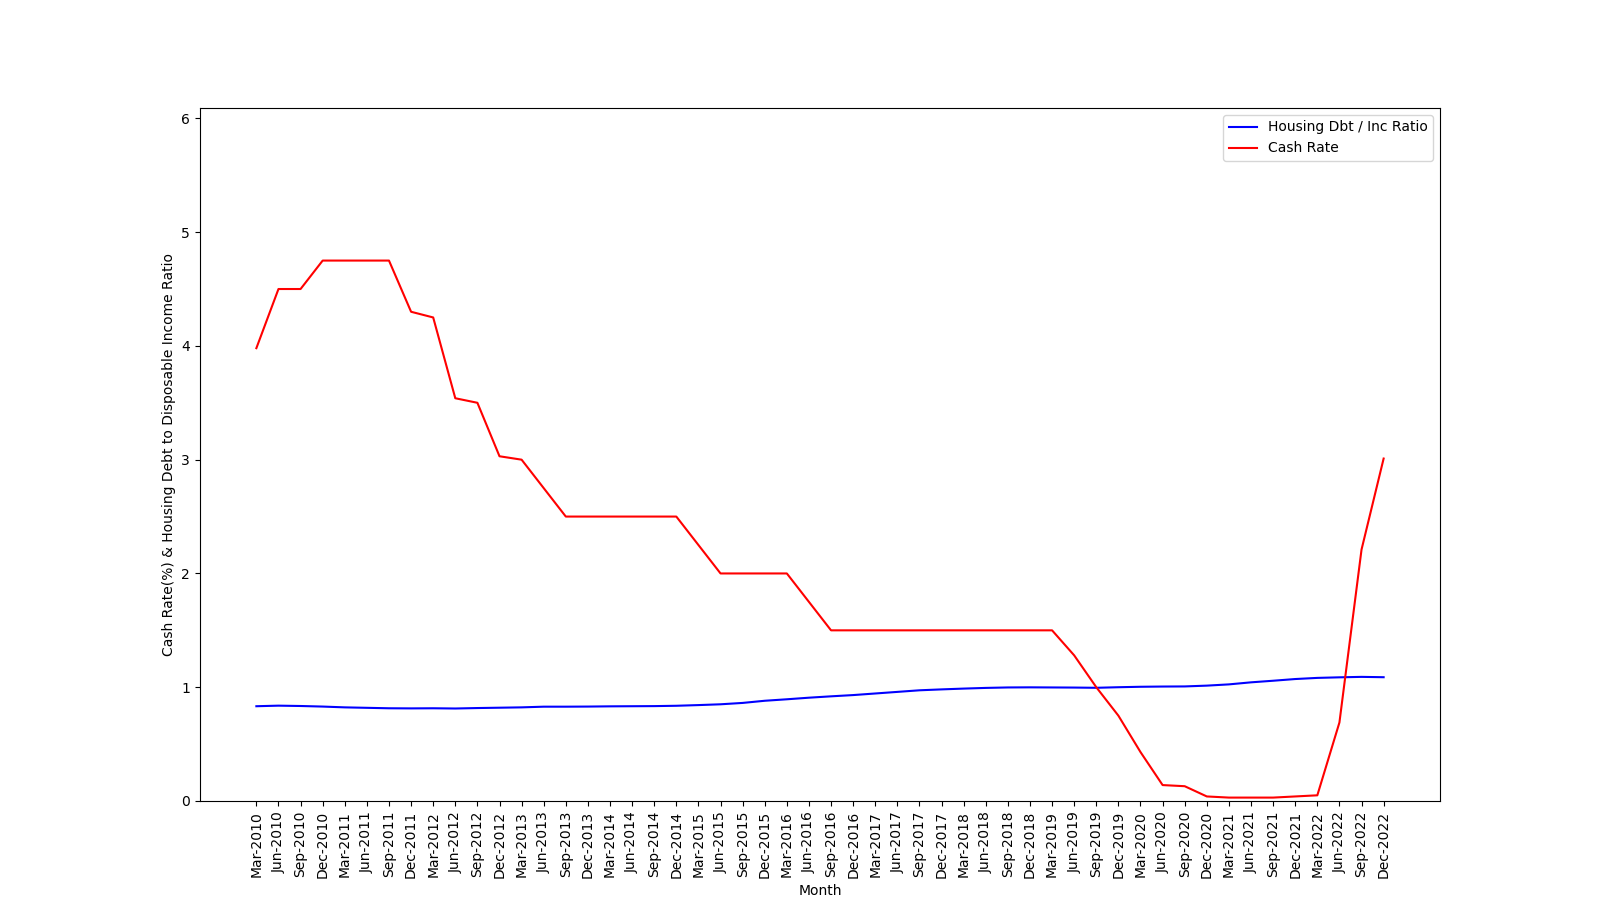 Housing Dbt / Inc Ratio
Cash Rate
6
5
4
3
2
1
0
Cash Rate(%) & Housing Debt to Disposable Income Ratio
Mar-2010
Jun-2010
Sep-2010
Dec-2010
Mar-2011
Jun-2011
Sep-2011
Dec-2011
Mar-2012
Jun-2012
Sep-2012
Dec-2012
Mar-2013
Jun-2013
Sep-2013
Dec-2013
Mar-2014
Jun-2014
Sep-2014
Dec-2014
Mar-2015
Jun-2015
Sep-2015
Dec-2015
Mar-2016
Jun-2016
Sep-2016
Dec-2016
Mar-2017
Jun-2017
Sep-2017
Dec-2017
Mar-2018
Jun-2018
Sep-2018
Dec-2018
Mar-2019
Jun-2019
Sep-2019
Dec-2019
Mar-2020
Jun-2020
Sep-2020
Dec-2020
Mar-2021
Jun-2021
Sep-2021
Dec-2021
Mar-2022
Jun-2022
Sep-2022
Dec-2022
Month